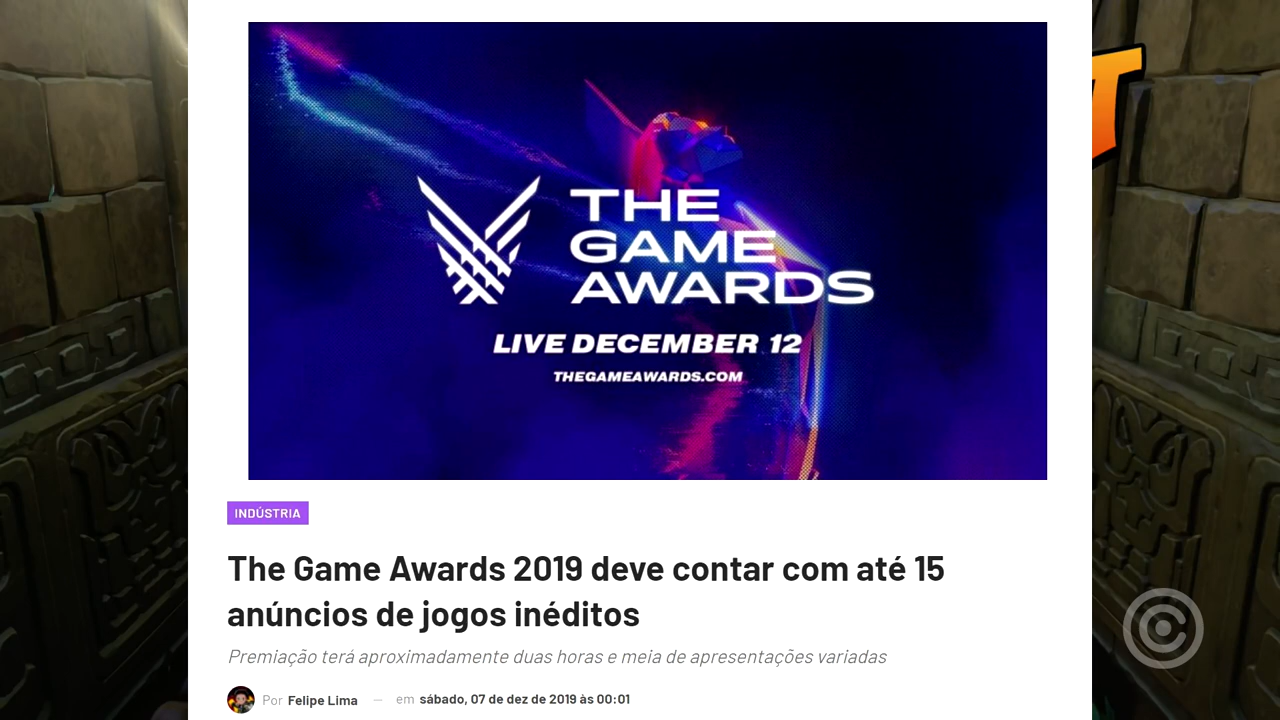 THE
GAME
AWARDS
LIVE DECEMBER 12
THEGAMEAWARDS.COM
INDÚSTRIA
The Game Awards 2019 deve contar com até 15
anúncios de jogos inéditos
Premiação terá aproximadamente duas horas e meia de apresentações variadas
Por Felipe Lima — em sábado, 07 de dez de 2019 às 00:01